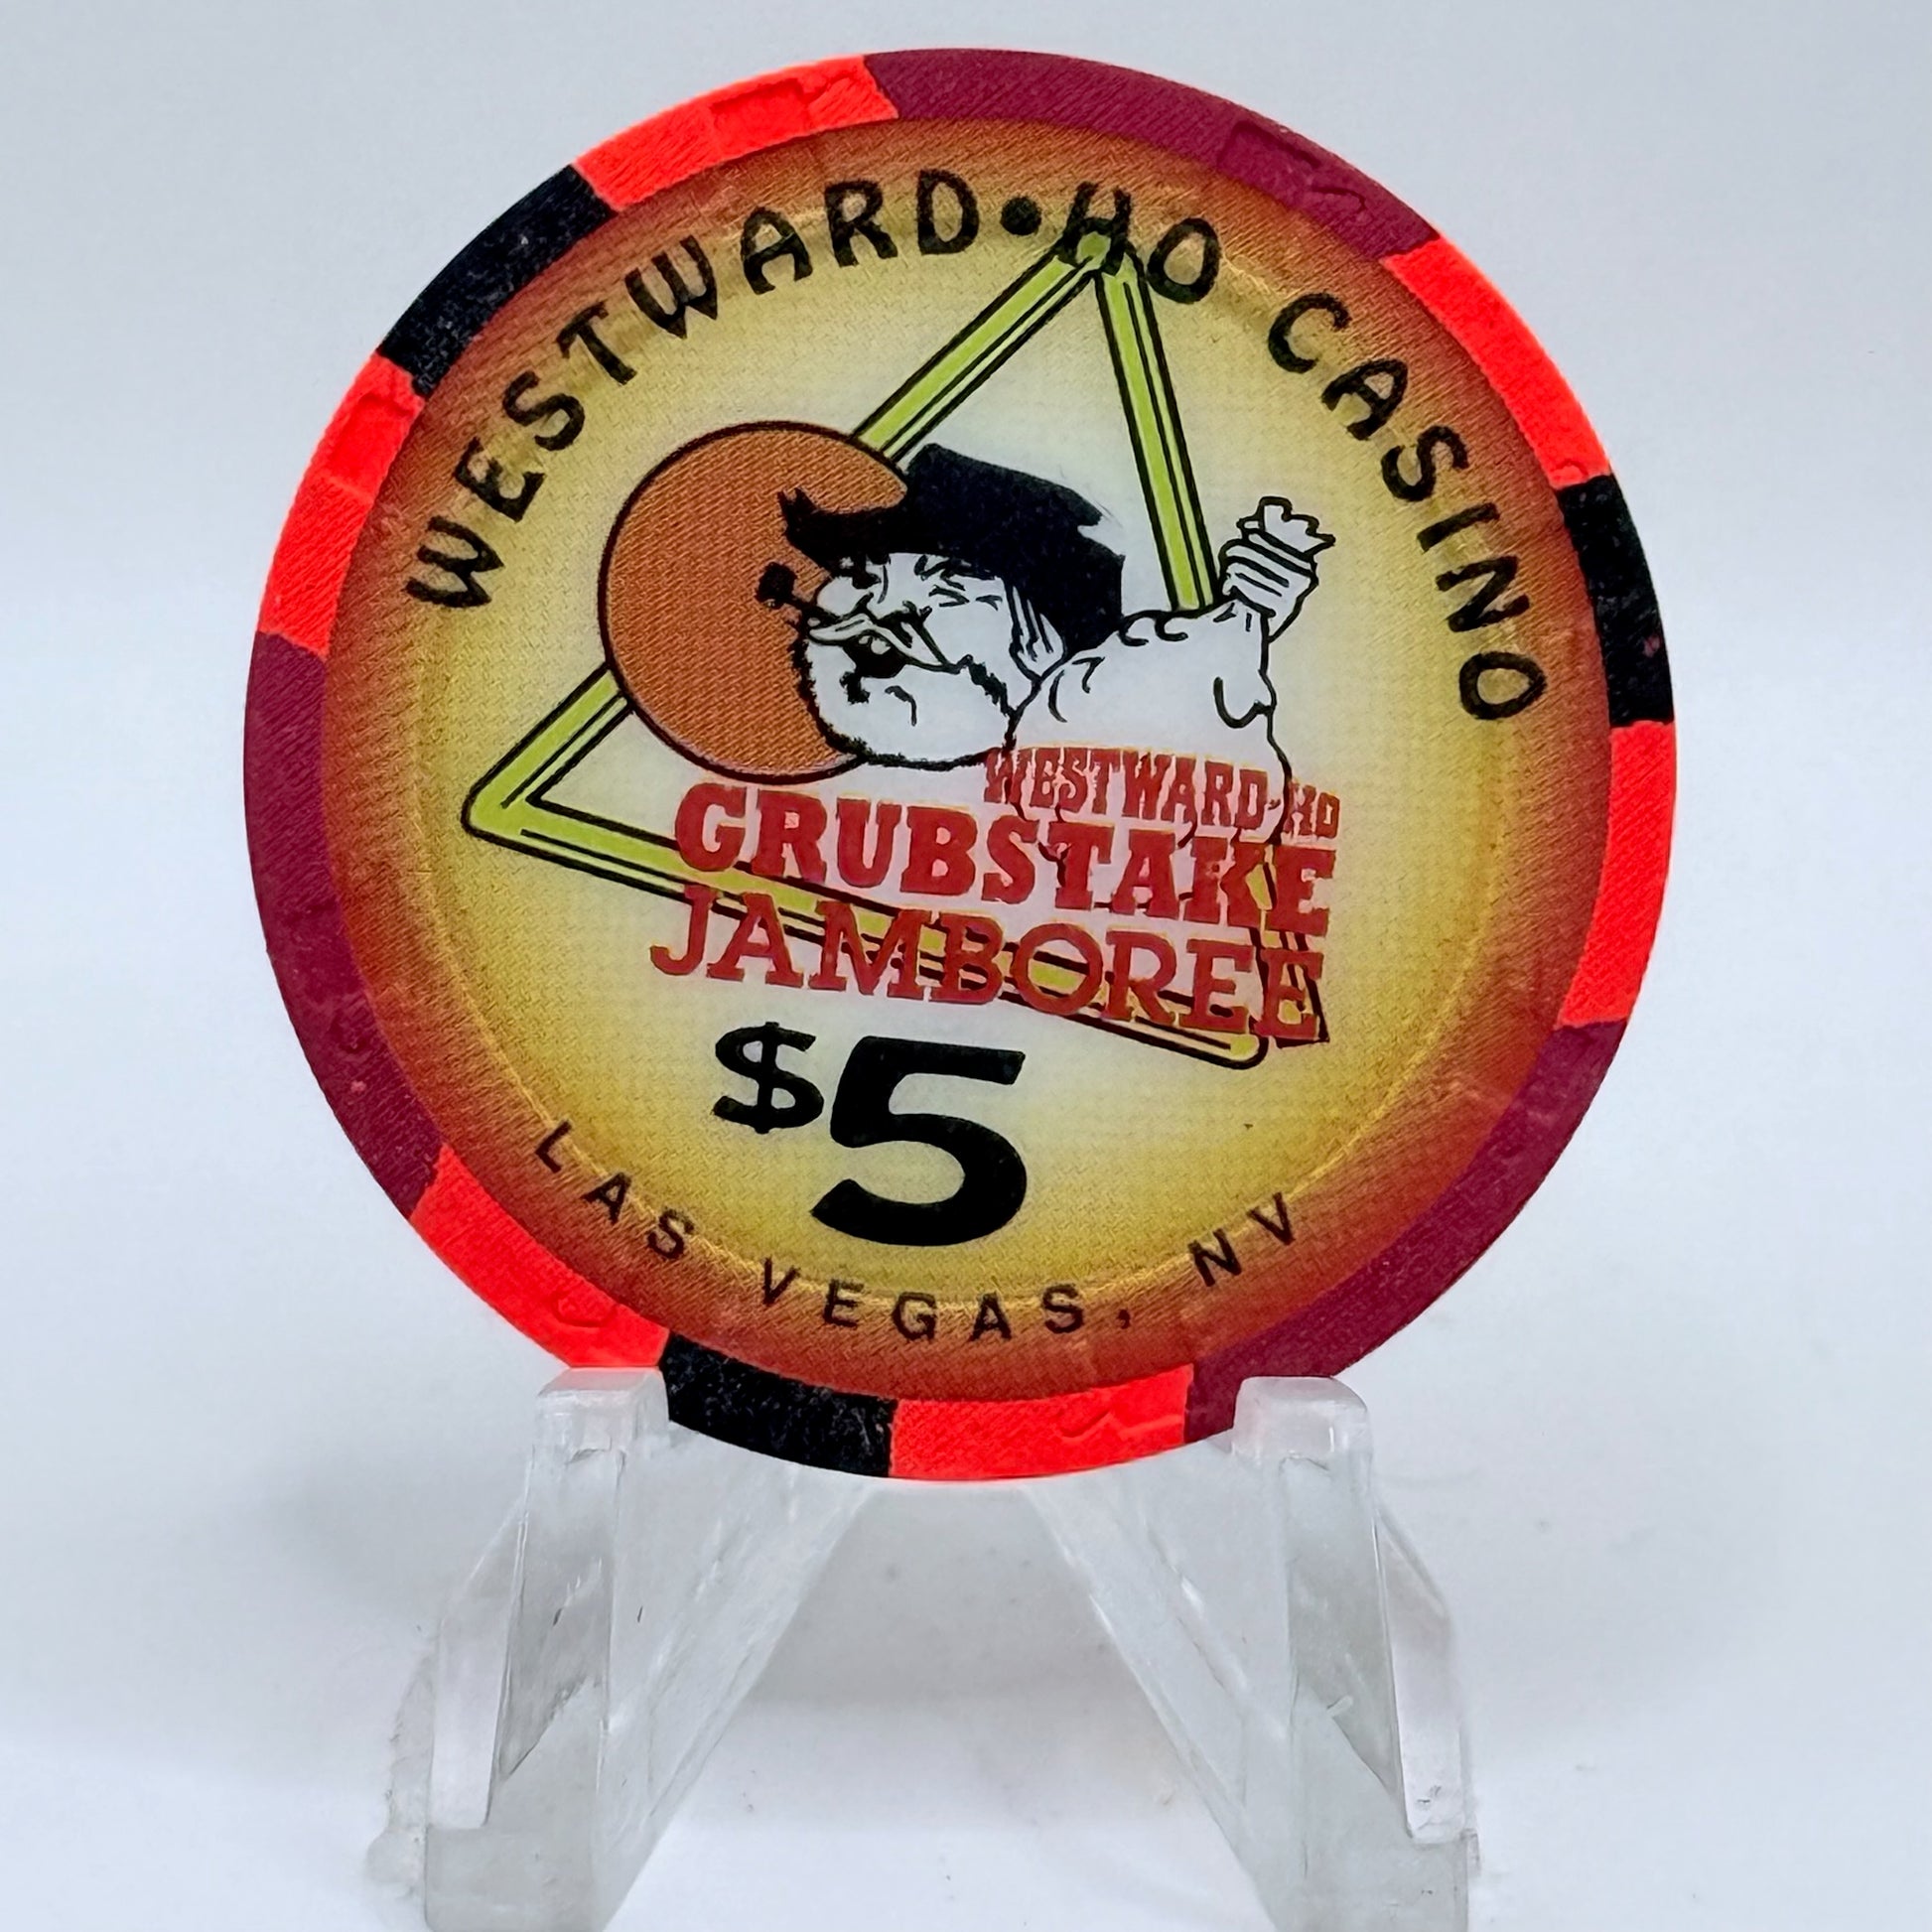 WESTWARD•HO CASINO
WESTWARD-HO
GRUBSTAKE
JAMBOREE
$5
LAS VEGAS, NV